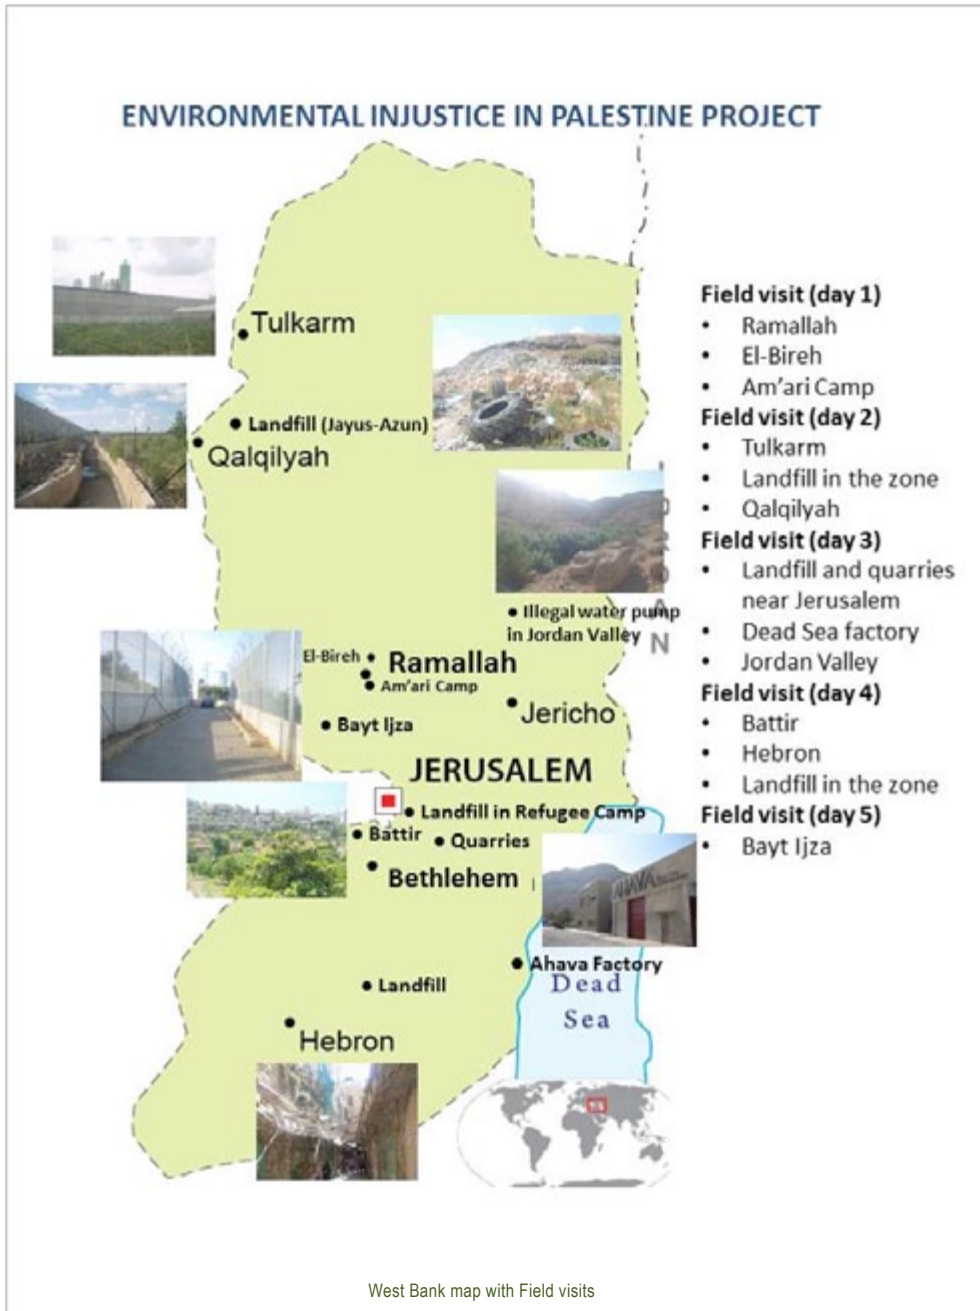 ENVIRONMENTAL INJUSTICE IN PALESTINE PROJECT
Tulkarm
Landfill (Jayus-Azun)
Qalqilyah
JORDAN
Illegal water pump
in Jordan Valley
El-Bireh
Ramallah
Am'ari Camp
Jericho
Bayt Ijza
JERUSALEM
Landfill in Refugee Camp
Battir
Quarries
Bethlehem
AHAVA
Ahava Factory
Dead
Sea
Landfill
Hebron
Field visit (day 1)
• Ramallah
• El-Bireh
• Am'ari Camp
Field visit (day 2)
• Tulkarm
• Landfill in the zone
• Qalqilyah
Field visit (day 3)
• Landfill and quarries
near Jerusalem
• Dead Sea factory
• Jordan Valley
Field visit (day 4)
• Battir
• Hebron
• Landfill in the zone
Field visit (day 5)
• Bayt Ijza
West Bank map with Field visits